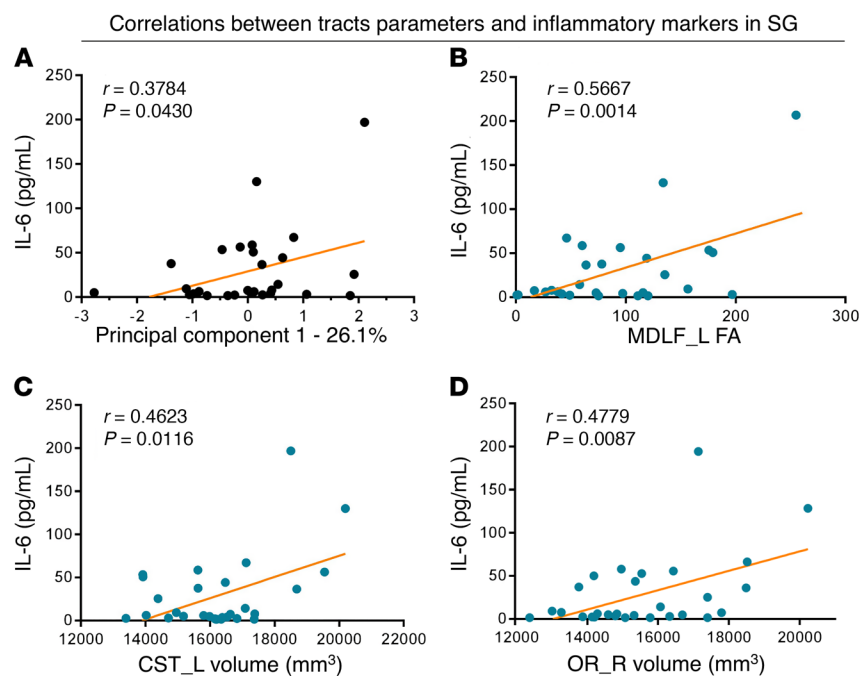 Correlations between tracts parameters and inflammatory markers in SG
A
r = 0.3784
P = 0.0430
IL-6 (pg/mL)
250
200
150
100
50
0
-3 -2 -1 0 1 2 3
Principal component 1 - 26.1%
B
r = 0.5667
P = 0.0014
IL-6 (pg/mL)
250
200
150
100
50
0
0 100 200 300
MDLF_L FA
C
r = 0.4623
P = 0.0116
IL-6 (pg/mL)
250
200
150
100
50
0
12000 14000 16000 18000 20000 22000
CST_L volume (mm³)
D
r = 0.4779
P = 0.0087
IL-6 (pg/mL)
250
200
150
100
50
0
12000 14000 16000 18000 20000
OR_R volume (mm³)